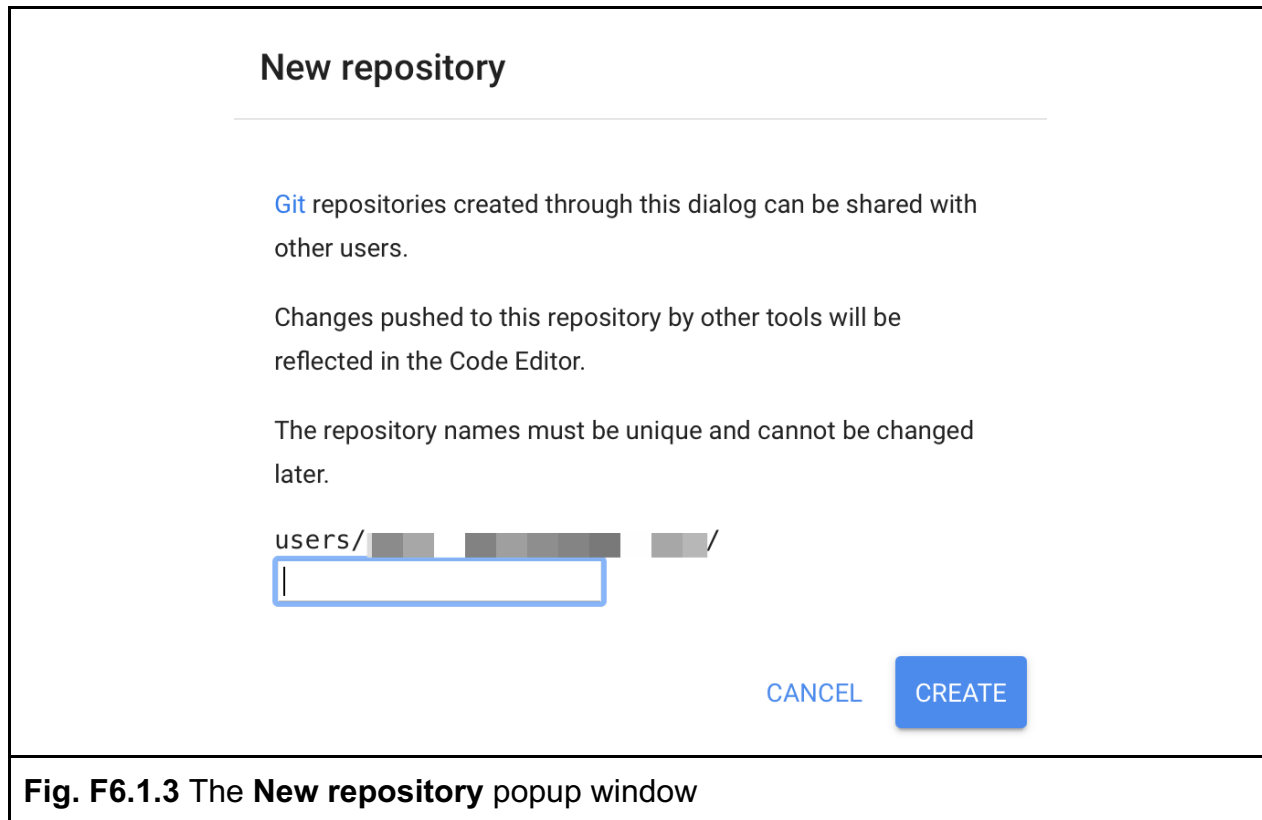 New repository
Git repositories created through this dialog can be shared with
other users.
Changes pushed to this repository by other tools will be
reflected in the Code Editor.
The repository names must be unique and cannot be changed
later.
users/ /
CANCEL CREATE
Fig. F6.1.3 The New repository popup window